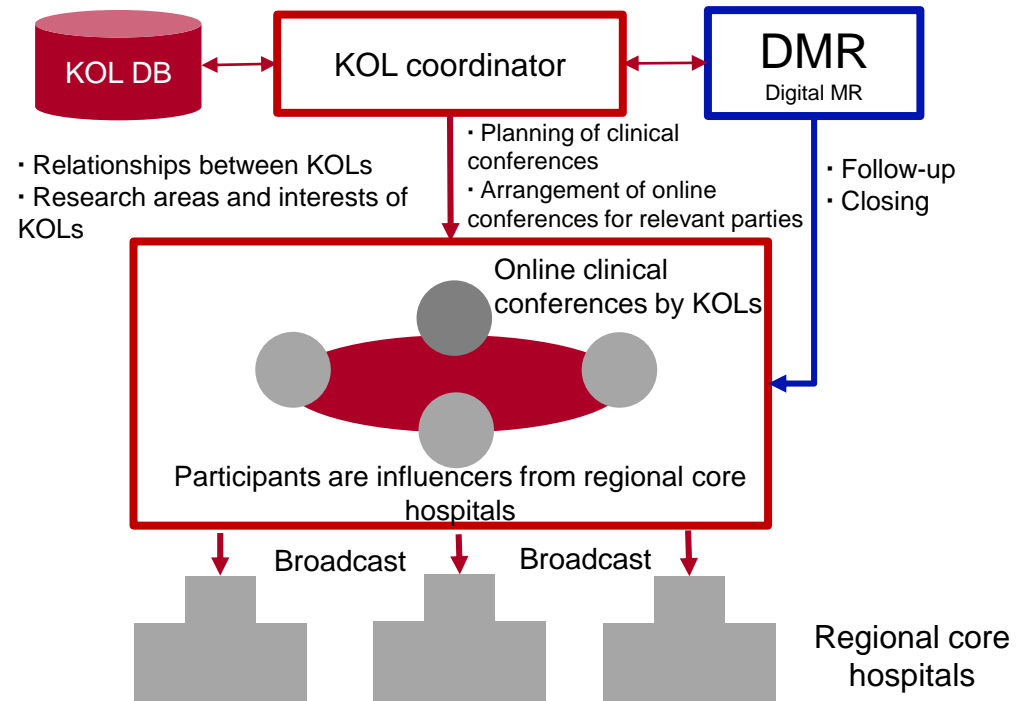 KOL DB
KOL coordinator
DMR
Digital MR
・Relationships between KOLs
・Research areas and interests of
KOLs
・Planning of clinical
conferences
・Arrangement of online
conferences for relevant parties
・Follow-up
・Closing
Online clinical
conferences by KOLs
Participants are influencers from regional core
hospitals
Broadcast
Broadcast
Regional core
hospitals